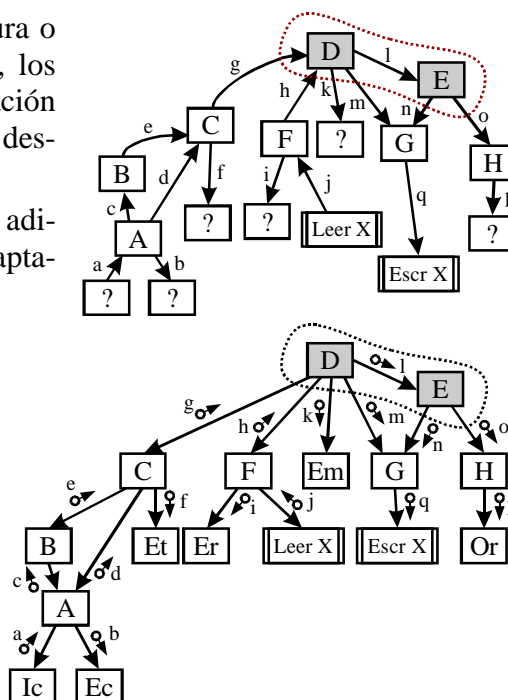 ura o
, los
ación
des-
adi-
apta-
D
l
E
g
h
k
m
n
o
C
F
?
G
e
B
d
f
i
j
H
c
?
A
?
Leer X
q
?
a
b
?
?
Escr X
D
l
E
g
h
k
m
n
o
C
F
Em
G
H
e
f
i
j
q
B
Et
Er
Leer X
Escr X
Or
c
d
A
a
b
Ic
Ec